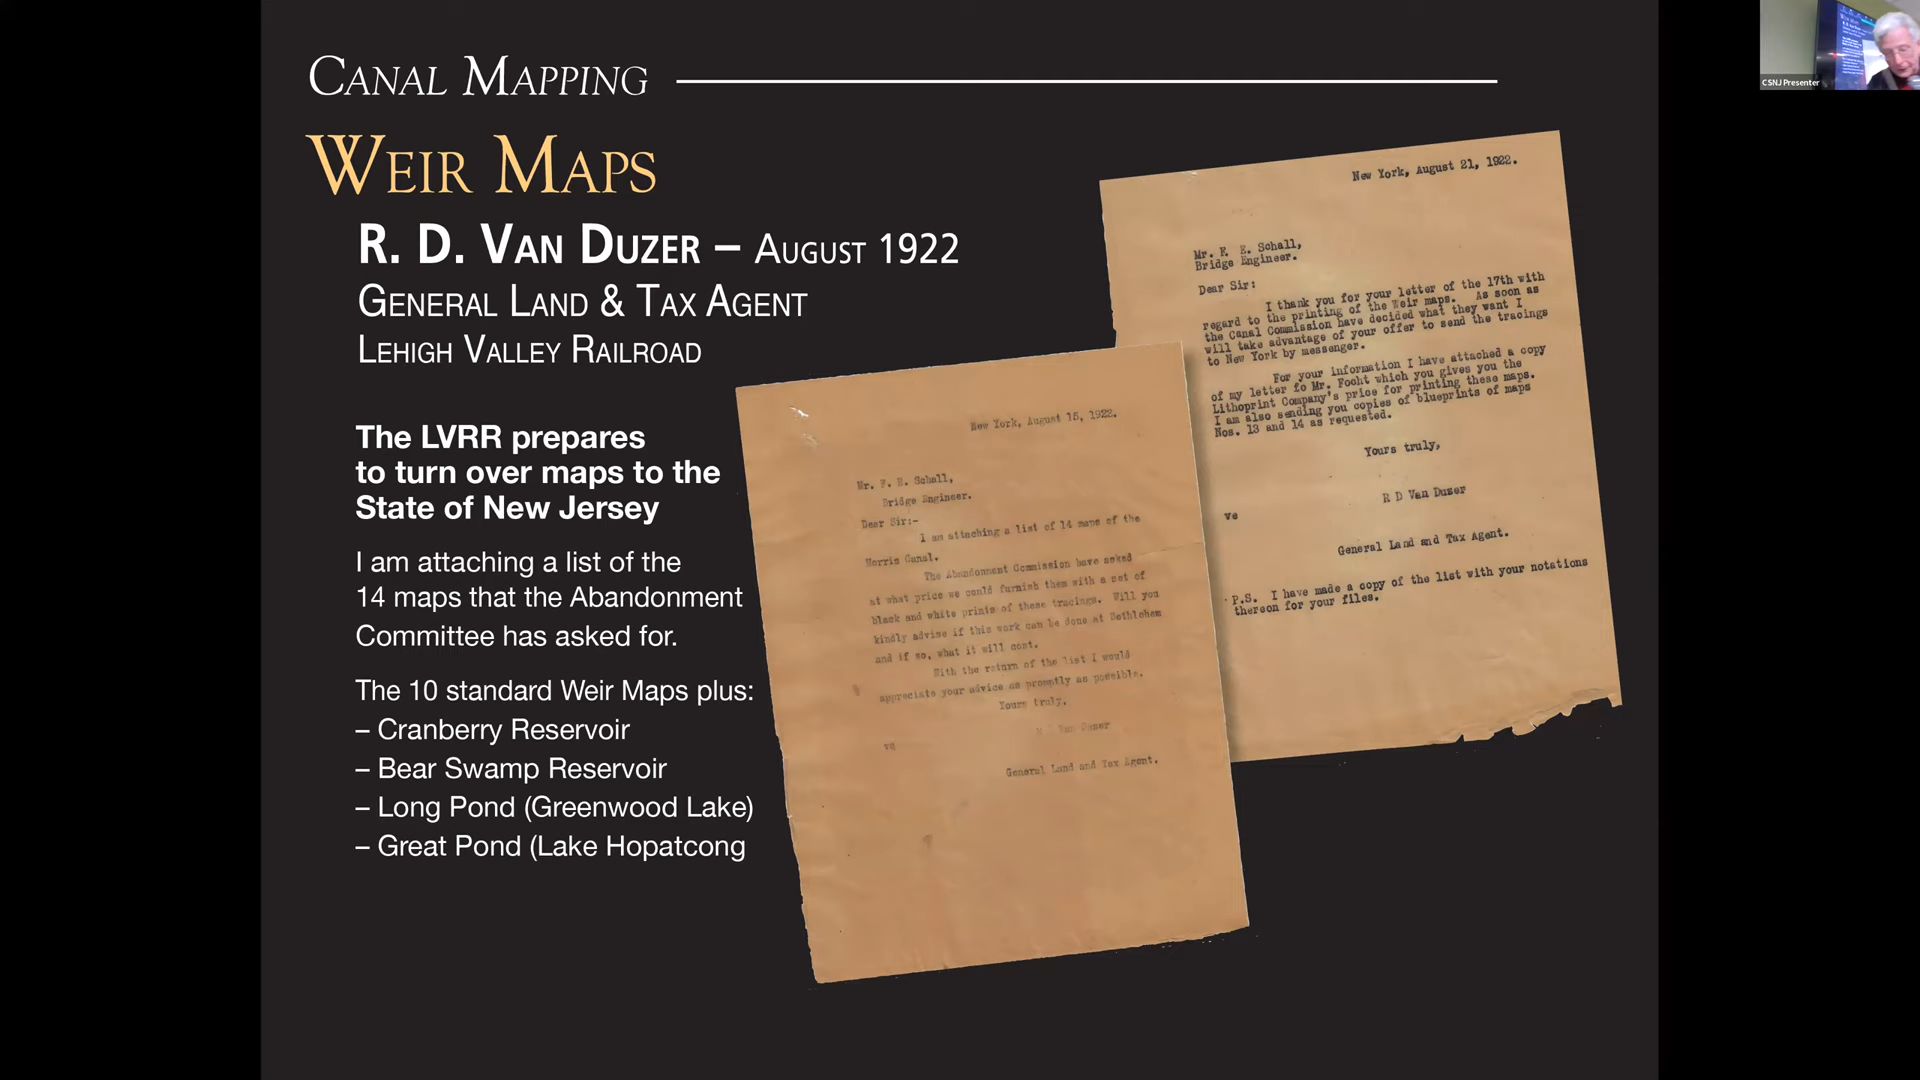 CANAL MAPPING
WEIR MAPS
R. D. VAN DUZER – AUGUST 1922
GENERAL LAND & TAX AGENT
LEHIGH VALLEY RAILROAD
The LVRR prepares
to turn over maps to the
State of New Jersey
I am attaching a list of the
14 maps that the Abandonment
Committee has asked for.
The 10 standard Weir Maps plus:
– Cranberry Reservoir
– Bear Swamp Reservoir
– Long Pond (Greenwood Lake)
– Great Pond (Lake Hopatcong
New York, August 15, 1922.
Mr. F. E. Schall,
Bridge Engineer.
Dear Sir:-
I am attaching a list of 14 maps of the
Morris Canal.
The Abandonment Commission have asked
at what price we could furnish them with a set of
black and white prints of these tracings. Will you
kindly advise if this work can be done at Bethlehem
and if so, what it will cost.
With the return of the list I would
appreciate your advice as promptly as possible.
Yours truly,
Van Duzer
General Land and Tax Agent.
New York, August 21, 1922.
Mr. F. E. Schall,
Bridge Engineer.
Dear Sir:
I thank you for your letter of the 17th with
regard to the printing of the Weir maps. As soon as
the Canal Commission have decided what they want I
will take advantage of your offer to send the tracings
to New York by messenger.
For your information I have attached a copy
of my letter to Mr. Focht which you gives you the
Lithoprint Company's price for printing these maps.
I am also sending you copies of blueprints of maps
Nos. 13 and 14 as requested.
Yours truly,
R D Van Duzer
ve
General Land and Tax Agent.
P.S. I have made a copy of the list with your notations
thereon for your files.
CSNJ Presenter